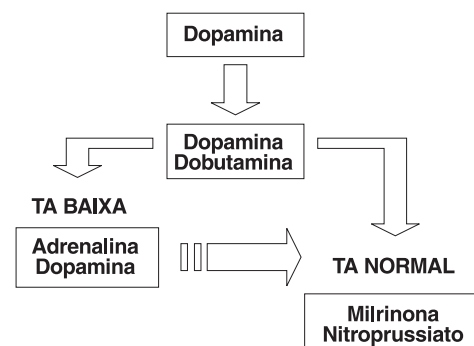 Dopamina
Dopamina
Dobutamina
TA BAIXA
Adrenalina
Dopamina
TA NORMAL
Milrinona
Nitroprussiato